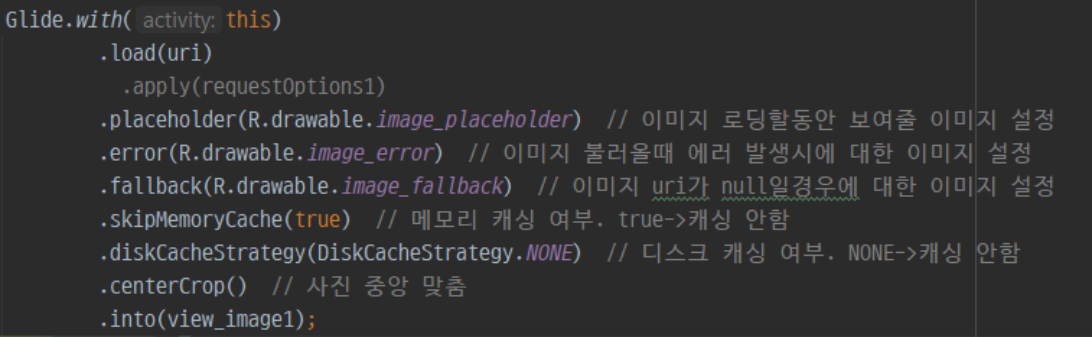 Glide.with( activity: this)
.load(uri)
.apply(requestOptions1)
.placeholder(R.drawable.image_placeholder)  // 이미지 로딩할동안 보여줄 이미지 설정
.error(R.drawable.image_error)  // 이미지 불러올때 에러 발생시에 대한 이미지 설정
.fallback(R.drawable.image_fallback)  // 이미지 uri가 null일경우에 대한 이미지 설정
.skipMemoryCache(true)  // 메모리 캐싱 여부. true->캐싱 안함
.diskCacheStrategy(DiskCacheStrategy.NONE)  // 디스크 캐싱 여부. NONE->캐싱 안함
.centerCrop()  // 사진 중앙 맞춤
.into(view_image1);